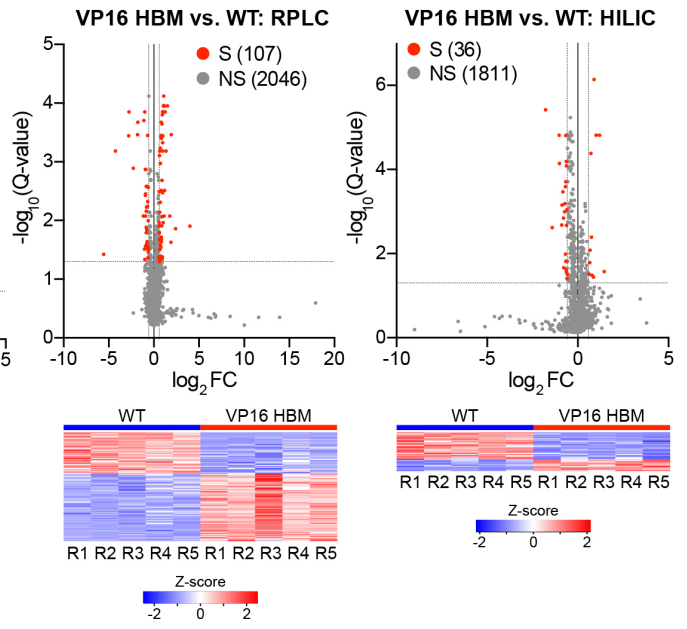 VP16 HBM vs. WT: RPLC
S (107)
NS (2046)
5
4
3
2
1
0
-log10(Q-value)
-10
-5
0
5
10
15
20
log2FC
WT
VP16 HBM
R1 R2 R3 R4 R5 R1 R2 R3 R4 R5
Z-score
-2 0 2
VP16 HBM vs. WT: HILIC
S (36)
NS (1811)
6
4
2
0
-log10(Q-value)
-10
-5
0
5
log2FC
WT
VP16 HBM
R1 R2 R3 R4 R5 R1 R2 R3 R4 R5
Z-score
-2 0 2
5